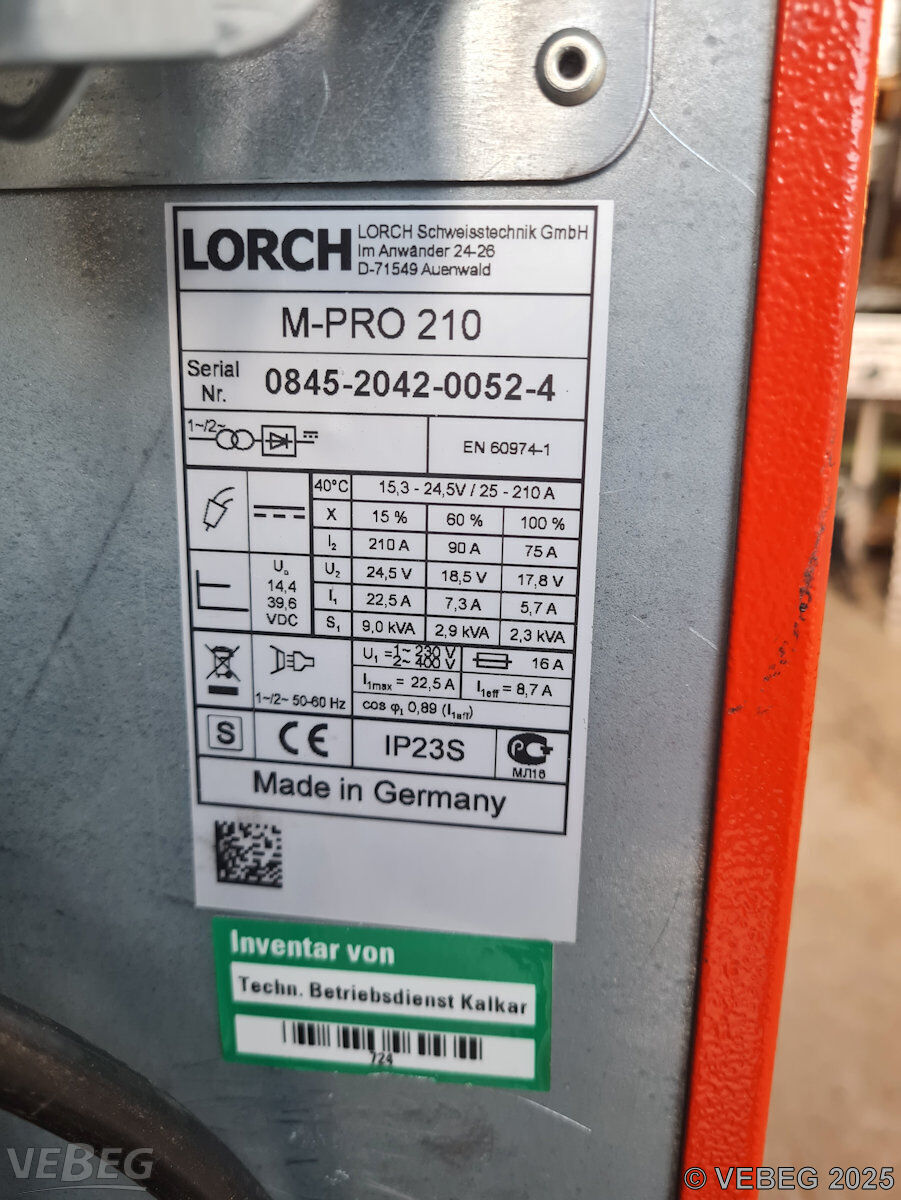 LORCH
LORCH Schweisstechnik GmbH
Im Anwänder 24-26
D-71549 Auenwald
M-PRO 210
Serial Nr. 0845-2042-0052-4
1~/2~
EN 60974-1
40°C 15,3 - 24,5V / 25 - 210 A
X 15 % 60 % 100 %
I2 210 A 90 A 75 A
U0 14,4 39,6 VDC
U2 24,5 V 18,5 V 17,8 V
I1 22,5 A 7,3 A 5,7 A
S1 9,0 kVA 2,9 kVA 2,3 kVA
1~/2~ 50-60 Hz
U1 = 1~ 230 V
2~ 400 V
16 A
I1max = 22,5 A I1eff = 8,7 A
cos φ1 0,89 (I1eff)
S CE IP23S
МЛ16
Made in Germany
Inventar von
Techn. Betriebsdienst Kalkar
724
VEBEG
© VEBEG 2025